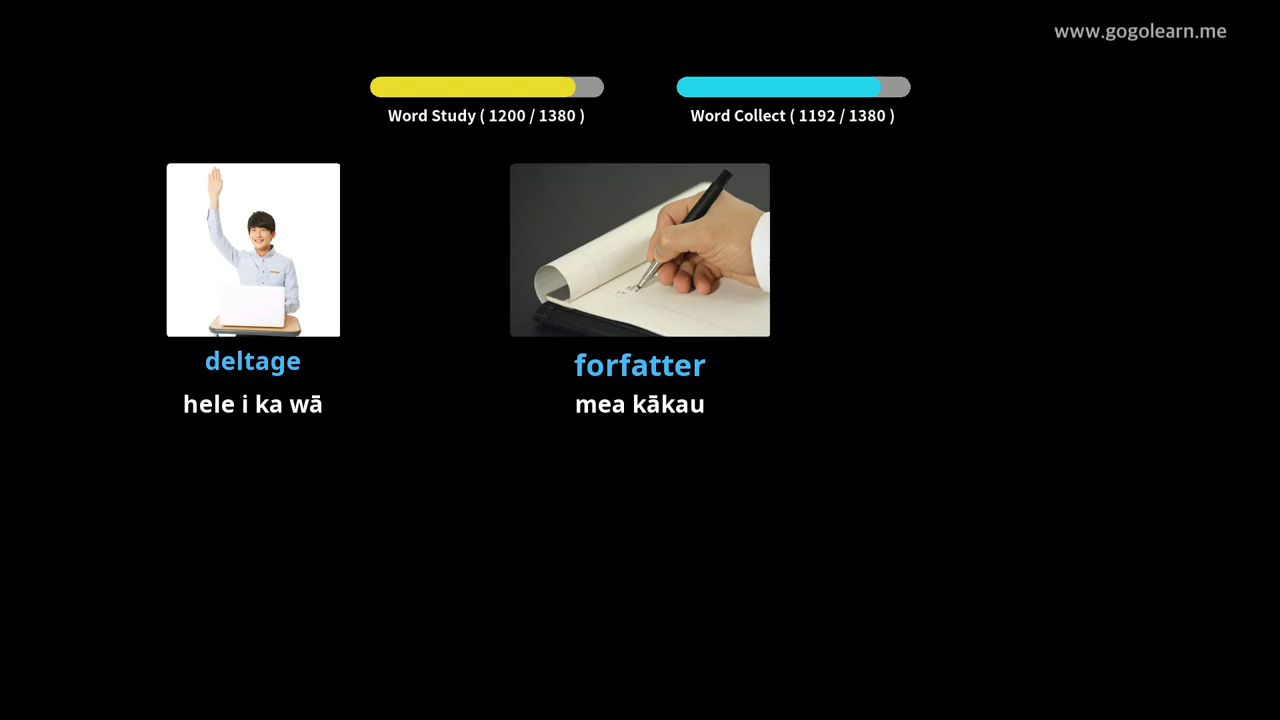 www.gogolearn.me
Word Study ( 1200 / 1380 )
Word Collect ( 1192 / 1380 )
deltage
hele i ka wā
forfatter
mea kākau